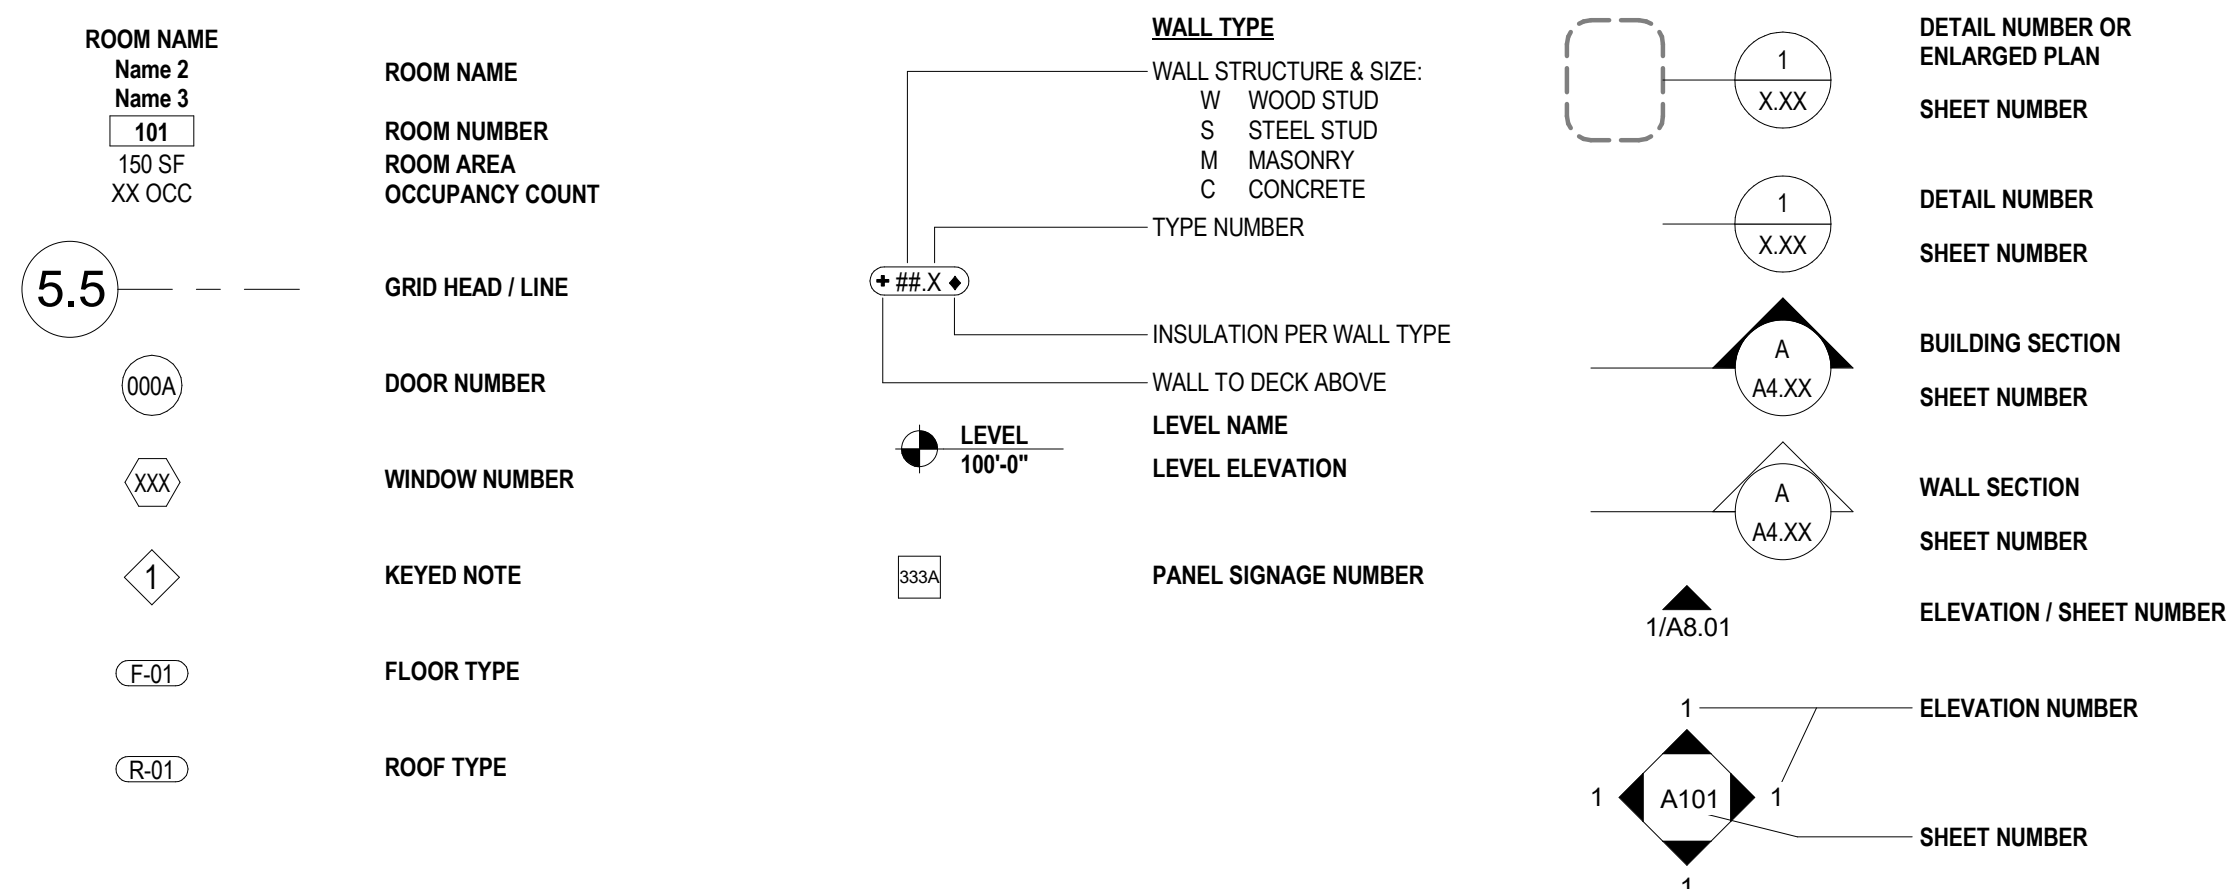 ROOM NAME
Name 2
Name 3
101
150 SF
XX OCC
ROOM NAME
ROOM NUMBER
ROOM AREA
OCCUPANCY COUNT
5.5
GRID HEAD / LINE
000A
DOOR NUMBER
XXX
WINDOW NUMBER
1
KEYED NOTE
F-01
FLOOR TYPE
R-01
ROOF TYPE
WALL TYPE
WALL STRUCTURE & SIZE:
W WOOD STUD
S STEEL STUD
M MASONRY
C CONCRETE
TYPE NUMBER
+ ##.X ♦
INSULATION PER WALL TYPE
WALL TO DECK ABOVE
LEVEL
100'-0"
LEVEL NAME
LEVEL ELEVATION
333A
PANEL SIGNAGE NUMBER
1
X.XX
DETAIL NUMBER OR
ENLARGED PLAN
SHEET NUMBER
1
X.XX
DETAIL NUMBER
SHEET NUMBER
A
A4.XX
BUILDING SECTION
SHEET NUMBER
A
A4.XX
WALL SECTION
SHEET NUMBER
1/A8.01
ELEVATION / SHEET NUMBER
1
ELEVATION NUMBER
1 A101 1
SHEET NUMBER
1